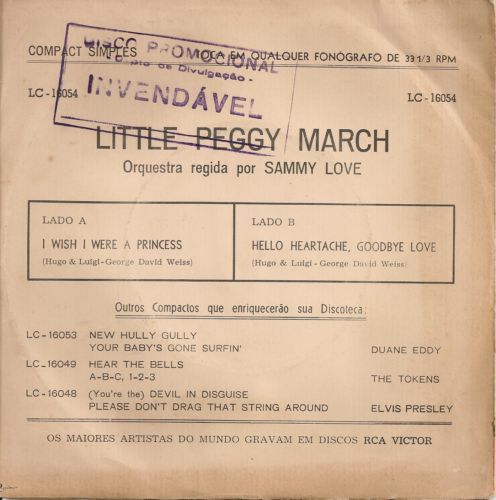 COMPACT SIMPLES TOCA EM QUALQUER FONÓGRAFO DE 33 1/3 RPM
DISCO PROMOCIONAL
de Divulgação -
INVENDÁVEL
LC-16054 LC-16054
LITTLE PEGGY MARCH
Orquestra regida por SAMMY LOVE
LADO A
I WISH I WERE A PRINCESS
(Hugo & Luigi-George David Weiss)
LADO B
HELLO HEARTACHE, GOODBYE LOVE
(Hugo & Luigi-George David Weiss)
Outros Compactos que enriquecerão sua Discoteca:
LC-16053 NEW HULLY GULLY
YOUR BABY'S GONE SURFIN' DUANE EDDY
LC-16049 HEAR THE BELLS
A-B-C, 1-2-3 THE TOKENS
LC-16048 (You're the) DEVIL IN DISGUISE
PLEASE DON'T DRAG THAT STRING AROUND ELVIS PRESLEY
OS MAIORES ARTISTAS DO MUNDO GRAVAM EM DISCOS RCA VICTOR